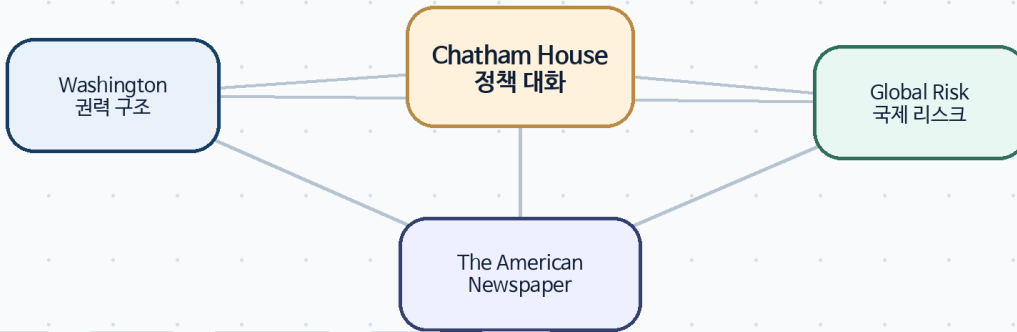 Chatham House
정책 대화
Washington
권력 구조
Global Risk
국제 리스크
The American
Newspaper